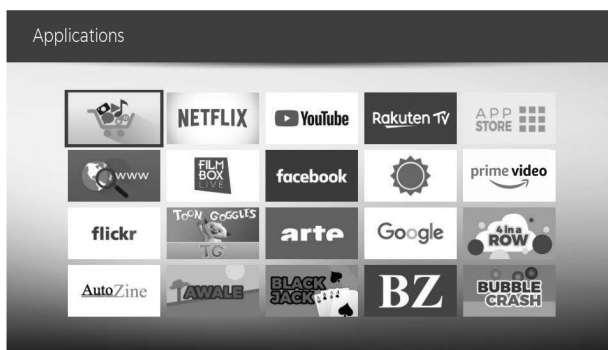 Applications
NETFLIX
YouTube
Rakuten TV
APP
STORE
www
FILM
BOX
LIVE
facebook
prime video
flickr
TOON GOGGLES
TG
arte
Google
4 in a
ROW
AutoZine
AWALE
BLACK
JACK
BZ
BUBBLE
CRASH